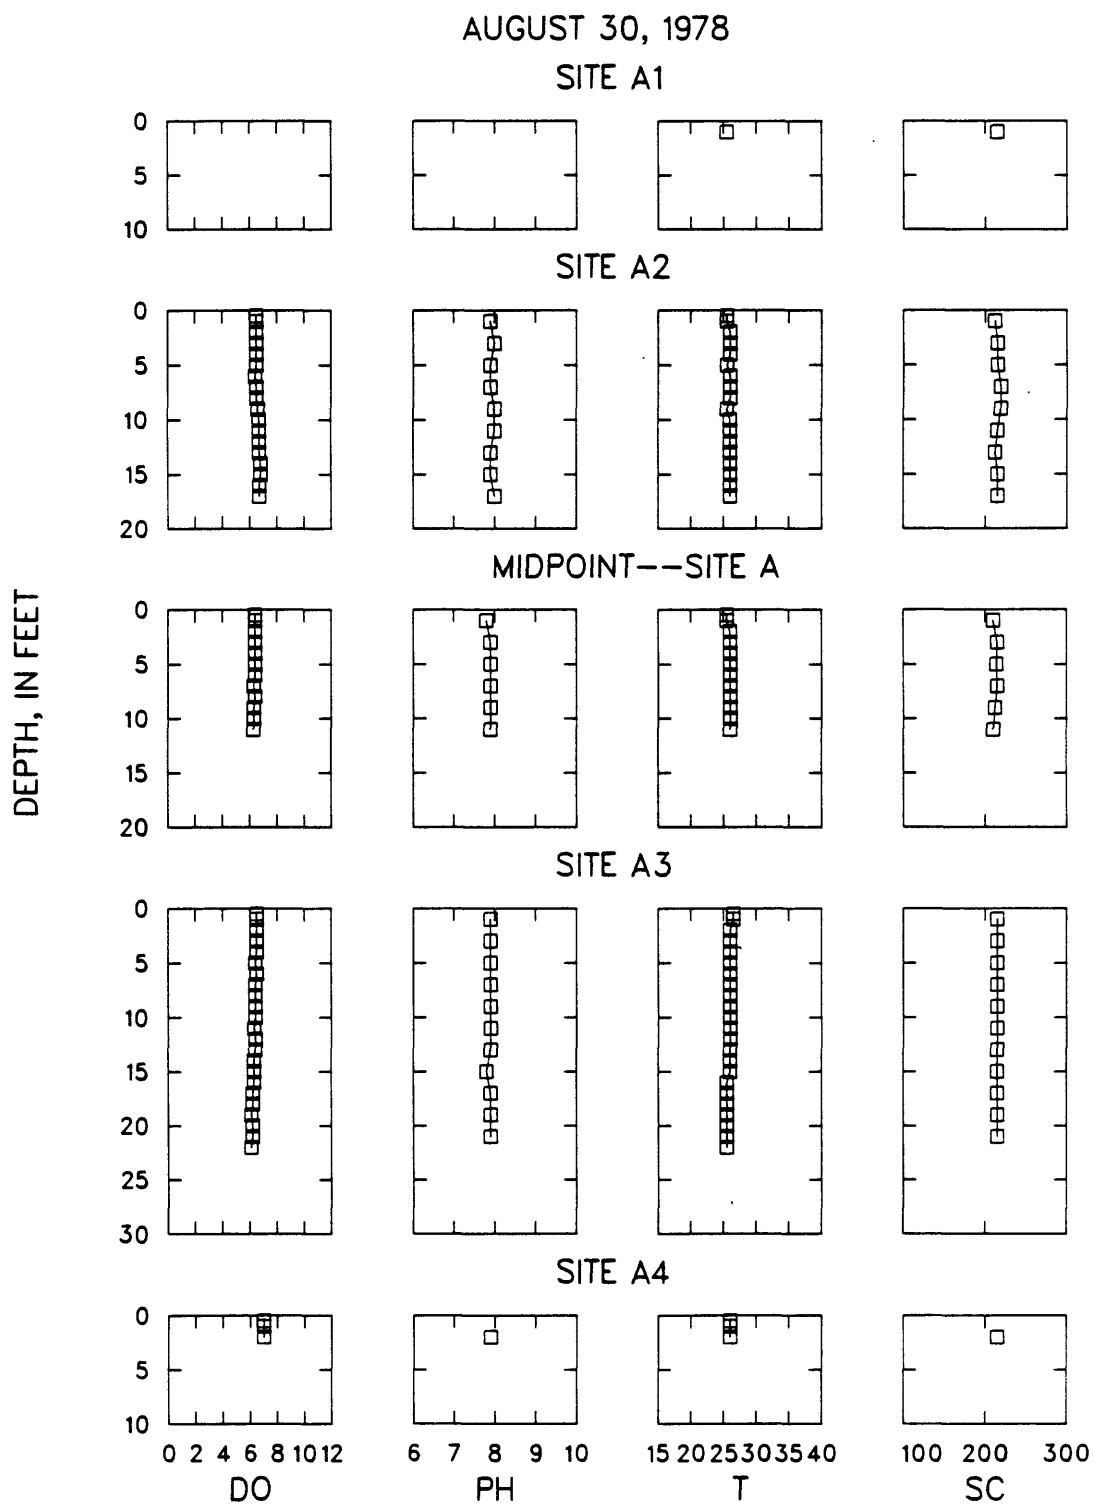 AUGUST 30, 1978
SITE A1
0
5
10
SITE A2
0
5
10
15
20
MIDPOINT--SITE A
0
5
10
15
20
DEPTH, IN FEET
SITE A3
0
5
10
15
20
25
30
SITE A4
0
5
10
0 2 4 6 8 10 12 6 7 8 9 10 15 20 25 30 35 40 100 200 300
DO PH T SC